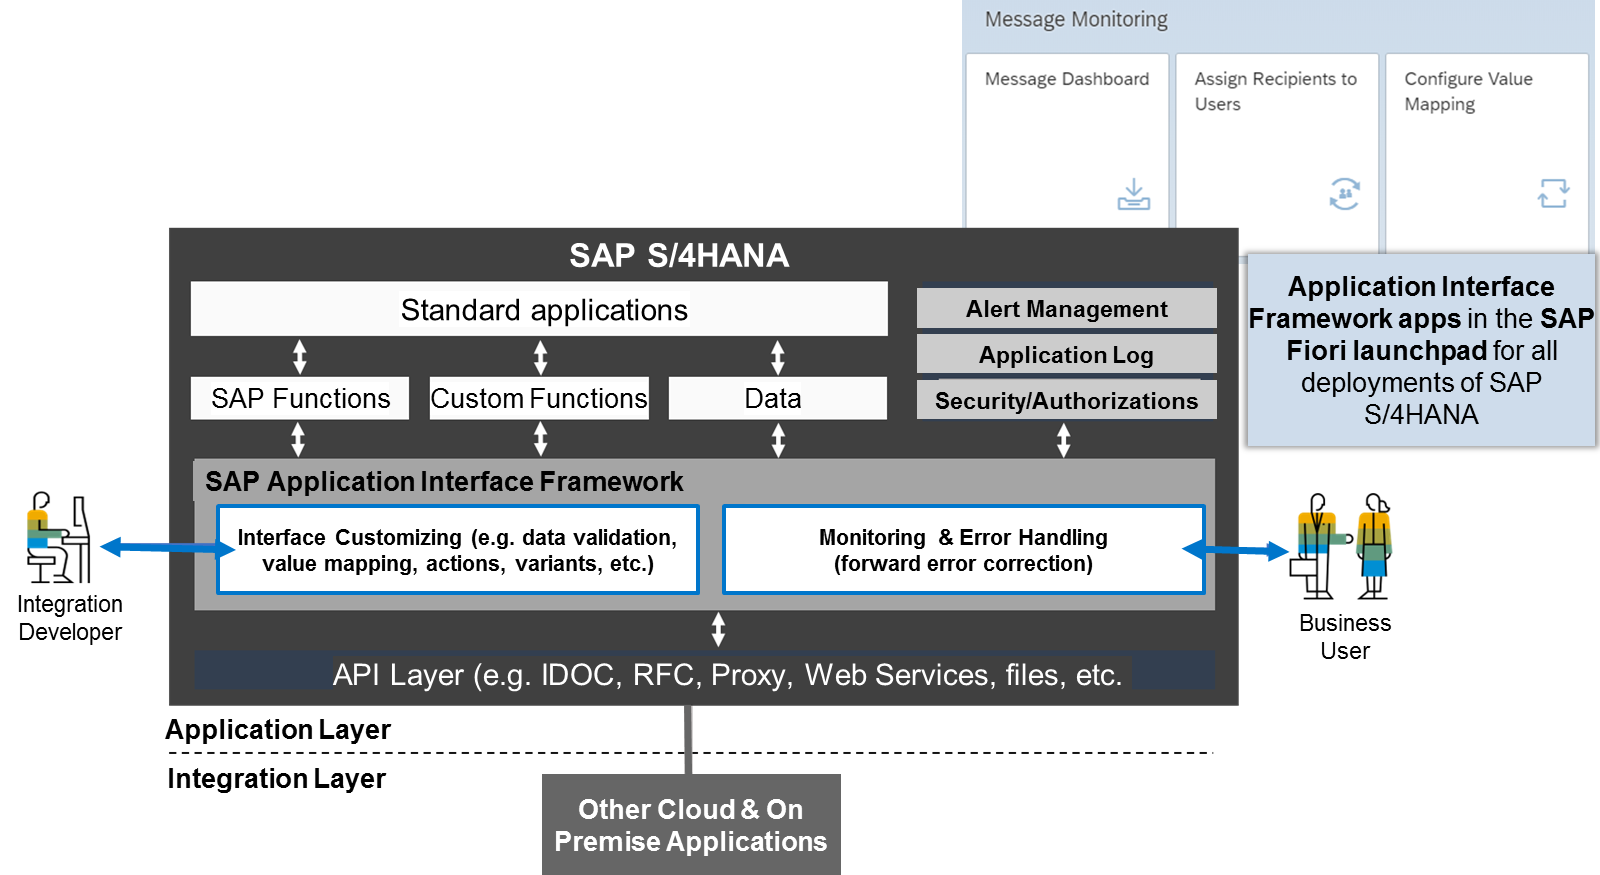 Message Monitoring
Message Dashboard
Assign Recipients to
Users
Configure Value
Mapping
SAP S/4HANA
Standard applications
SAP Functions
Custom Functions
Data
Alert Management
Application Log
Security/Authorizations
Application Interface
Framework apps in the SAP
Fiori launchpad for all
deployments of SAP
S/4HANA
SAP Application Interface Framework
Interface Customizing (e.g. data validation,
value mapping, actions, variants, etc.)
Monitoring & Error Handling
(forward error correction)
Integration
Developer
Business
User
API Layer (e.g. IDOC, RFC, Proxy, Web Services, files, etc.
Application Layer
Integration Layer
Other Cloud & On
Premise Applications